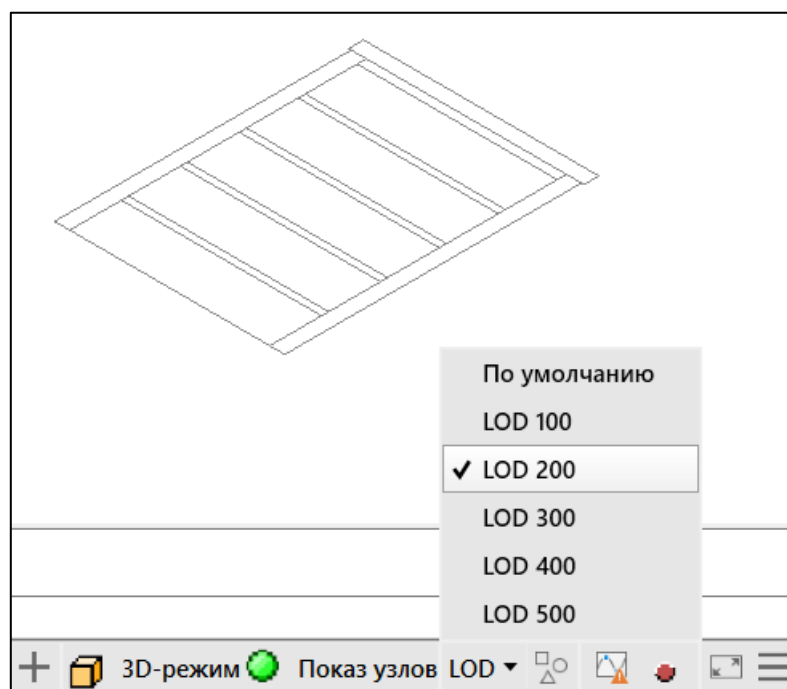 По умолчанию
LOD 100
LOD 200
LOD 300
LOD 400
LOD 500
3D-режим Показ узлов LOD